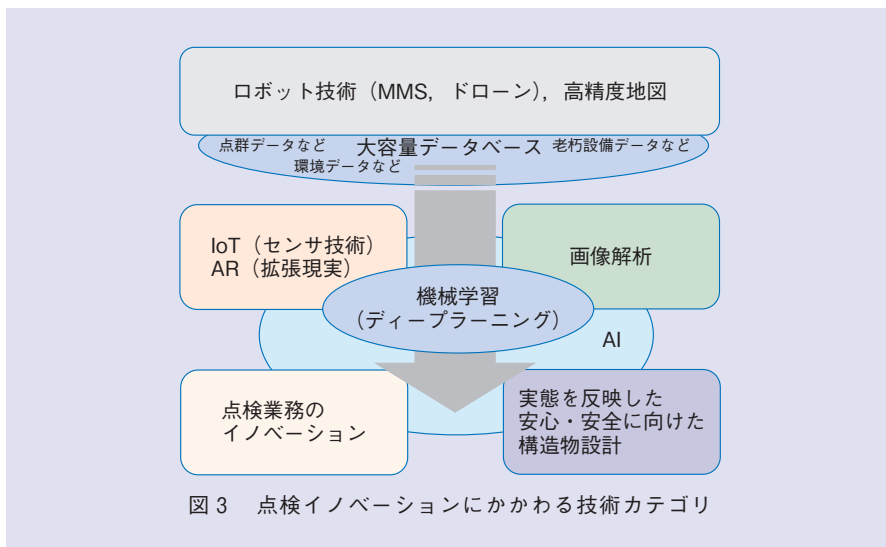 ロボット技術（MMS，ドローン），高精度地図
点群データなど 大容量データベース 老朽設備データなど
環境データなど
IoT（センサ技術）
AR（拡張現実）
画像解析
機械学習
（ディープラーニング）
AI
点検業務の
イノベーション
実態を反映した
安心・安全に向けた
構造物設計
図3　点検イノベーションにかかわる技術カテゴリ